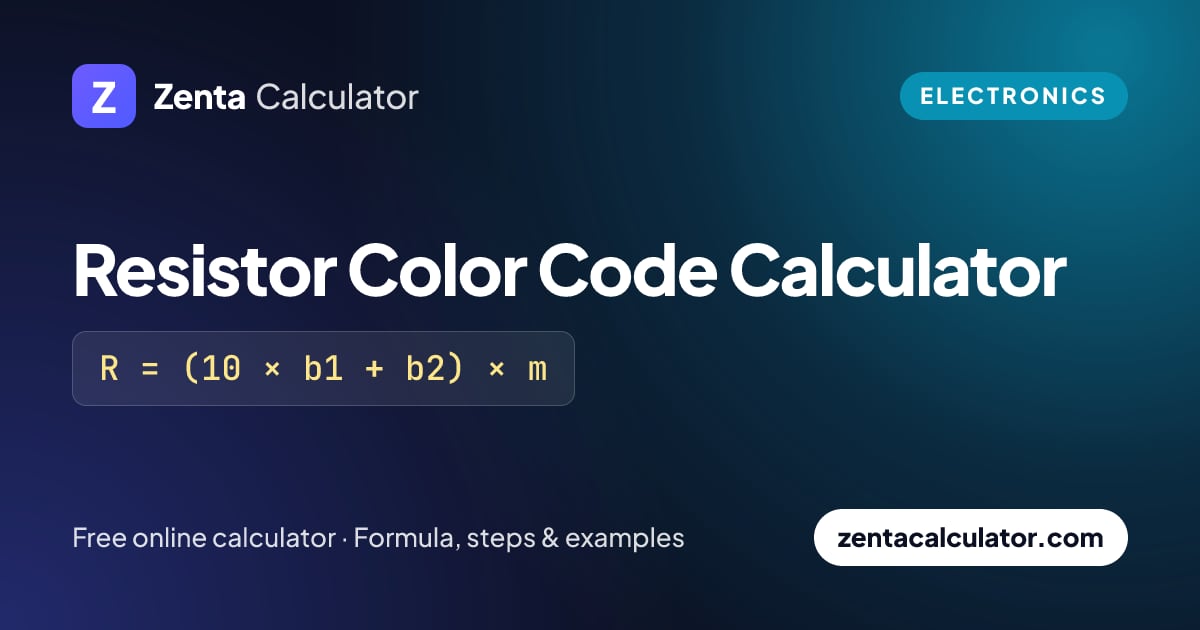 Z Zenta Calculator
ELECTRONICS
Resistor Color Code Calculator
R = (10 × b1 + b2) × m
Free online calculator · Formula, steps & examples
zentacalculator.com